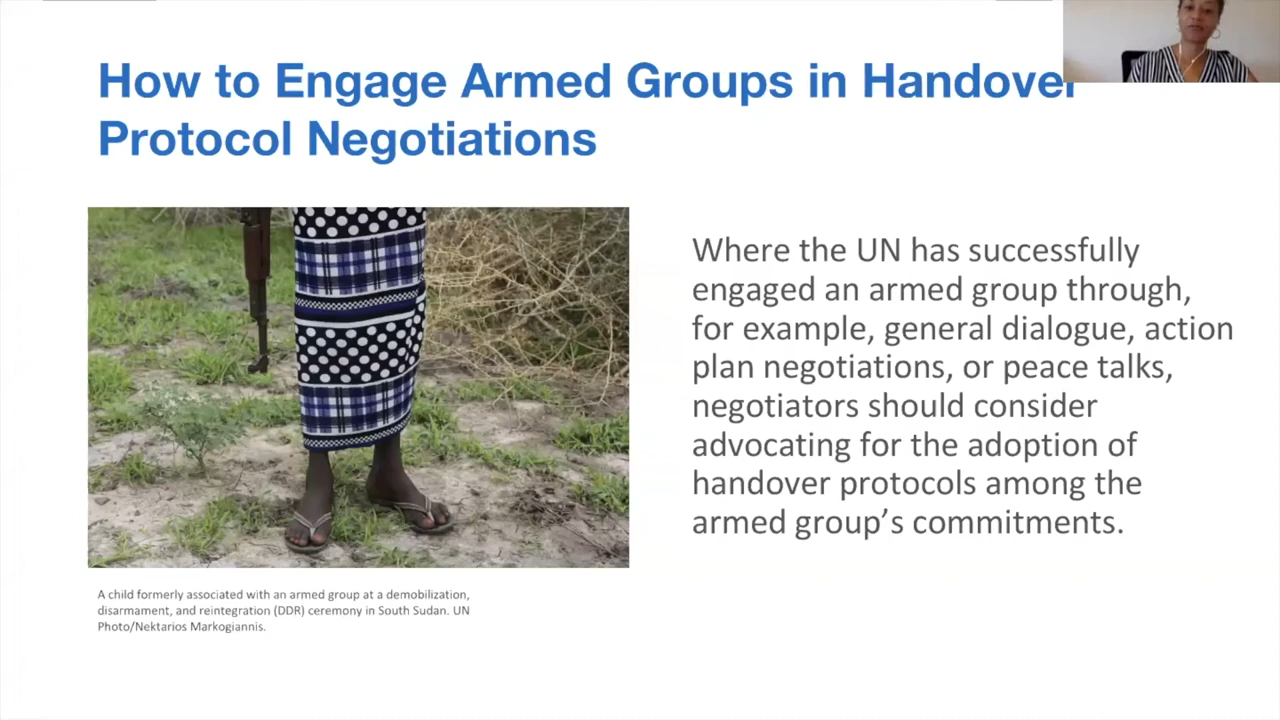 How to Engage Armed Groups in Handover
Protocol Negotiations
Where the UN has successfully
engaged an armed group through,
for example, general dialogue, action
plan negotiations, or peace talks,
negotiators should consider
advocating for the adoption of
handover protocols among the
armed group’s commitments.
A child formerly associated with an armed group at a demobilization,
disarmament, and reintegration (DDR) ceremony in South Sudan. UN
Photo/Nektarios Markogiannis.